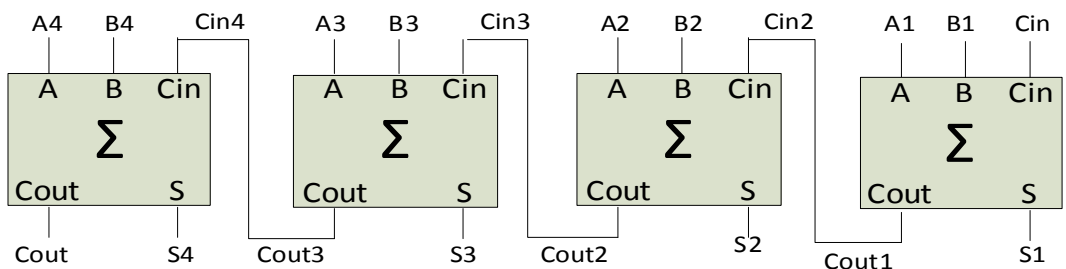 A4 B4 Cin4 A3 B3 Cin3 A2 B2 Cin2 A1 B1 Cin
A B Cin A B Cin A B Cin A B Cin
Σ Σ Σ Σ
Cout S Cout S Cout S Cout S
Cout S4 Cout3 S3 Cout2 S2 Cout1 S1